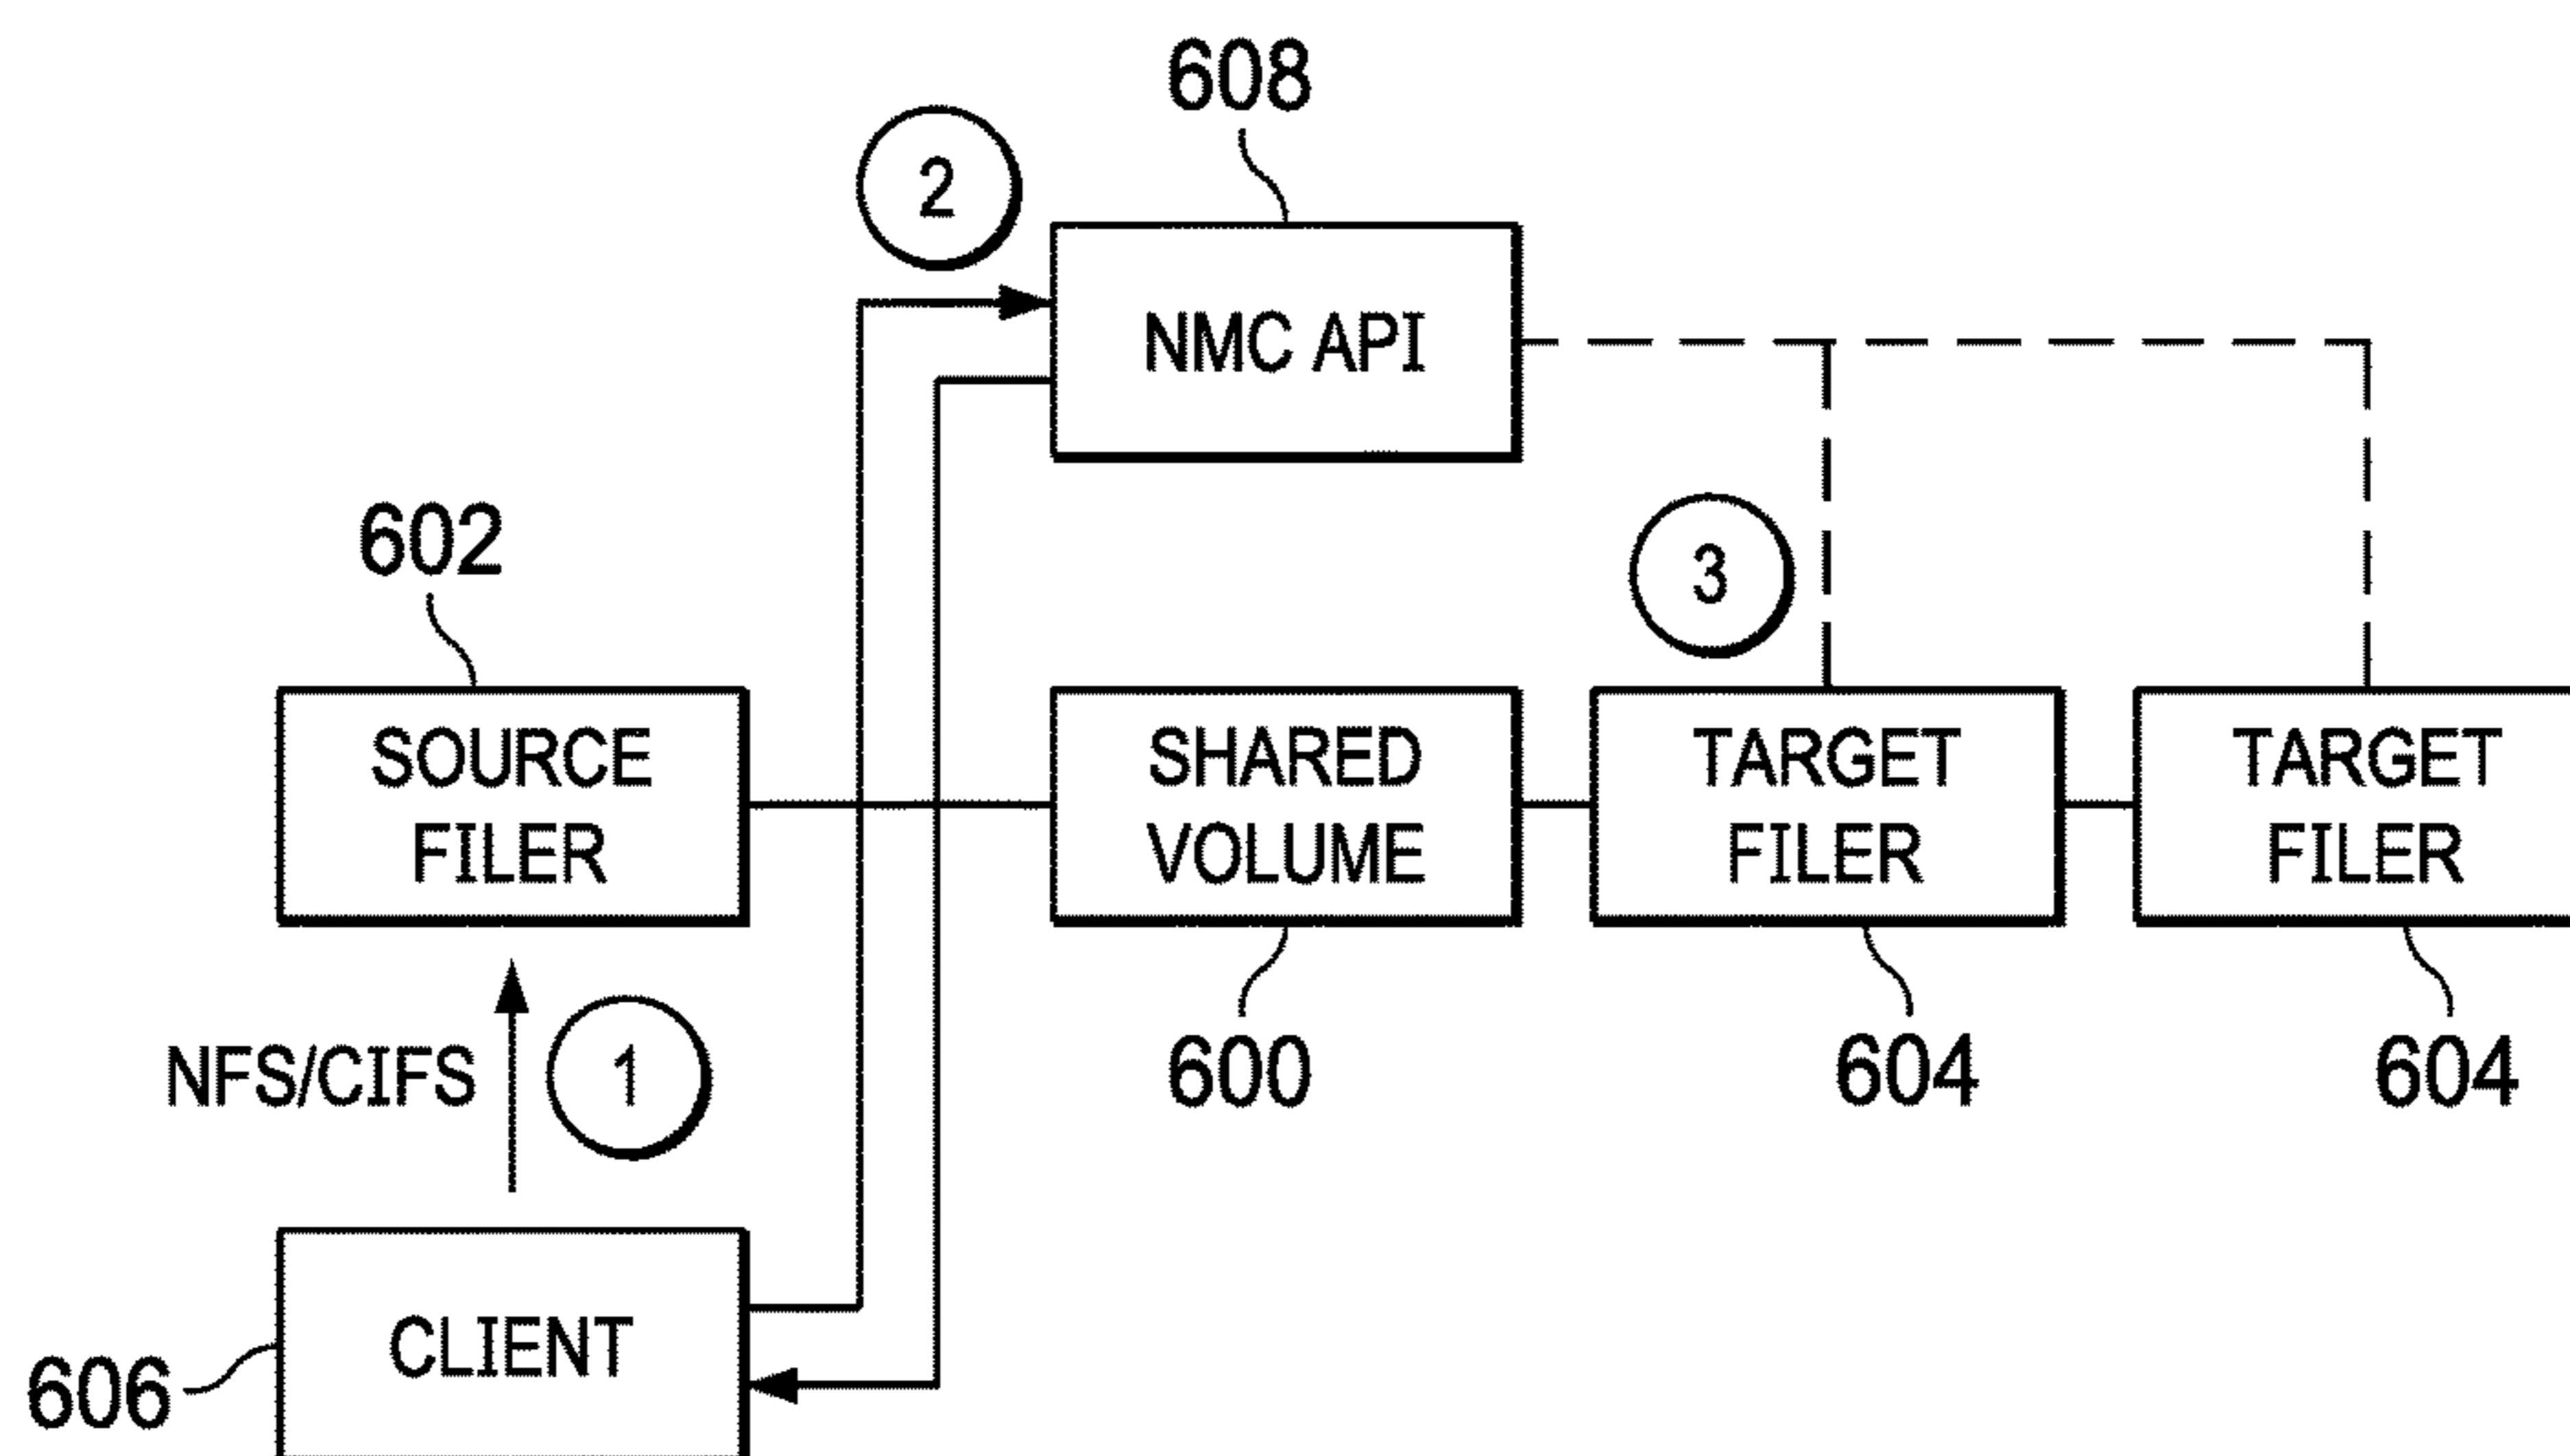 608
2
NMC API
602
3
SOURCE
FILER
SHARED
VOLUME
TARGET
FILER
TARGET
FILER
NFS/CIFS
1
600
604
604
CLIENT
606